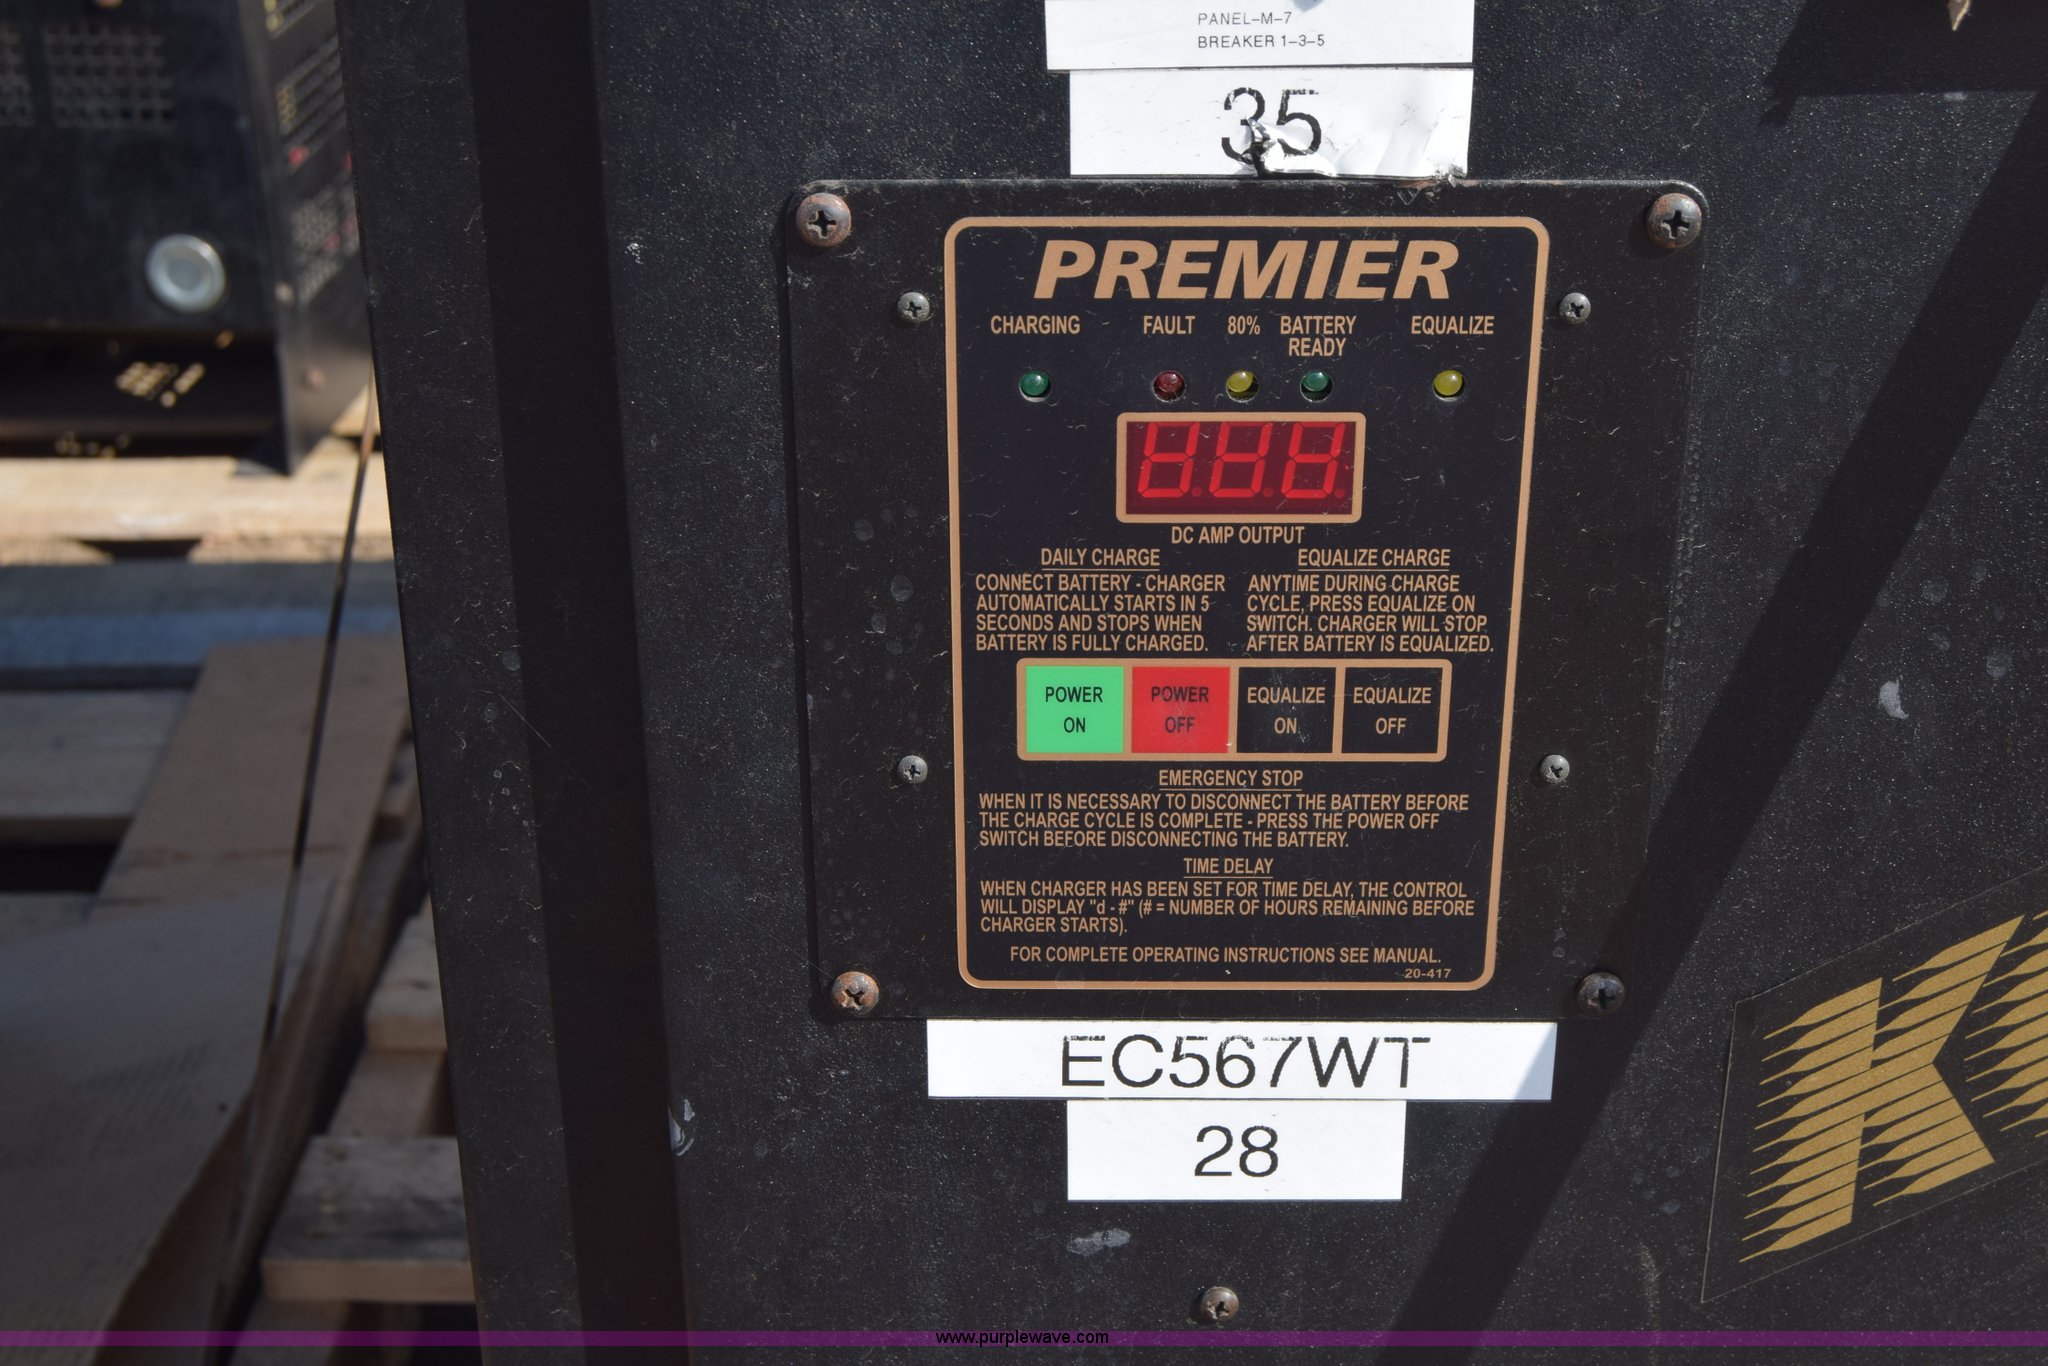 PANEL-M-7
BREAKER 1-3-5
35
PREMIER
CHARGING FAULT 80% BATTERY READY EQUALIZE
DC AMP OUTPUT
DAILY CHARGE
CONNECT BATTERY - CHARGER
AUTOMATICALLY STARTS IN 5
SECONDS AND STOPS WHEN
BATTERY IS FULLY CHARGED.
EQUALIZE CHARGE
ANYTIME DURING CHARGE
CYCLE, PRESS EQUALIZE ON
SWITCH. CHARGER WILL STOP
AFTER BATTERY IS EQUALIZED.
POWER ON
POWER OFF
EQUALIZE ON
EQUALIZE OFF
EMERGENCY STOP
WHEN IT IS NECESSARY TO DISCONNECT THE BATTERY BEFORE
THE CHARGE CYCLE IS COMPLETE - PRESS THE POWER OFF
SWITCH BEFORE DISCONNECTING THE BATTERY.
TIME DELAY
WHEN CHARGER HAS BEEN SET FOR TIME DELAY, THE CONTROL
WILL DISPLAY "d - #" (# = NUMBER OF HOURS REMAINING BEFORE
CHARGER STARTS).
FOR COMPLETE OPERATING INSTRUCTIONS SEE MANUAL.
20-417
EC567WT
28
K
www.purplewave.com